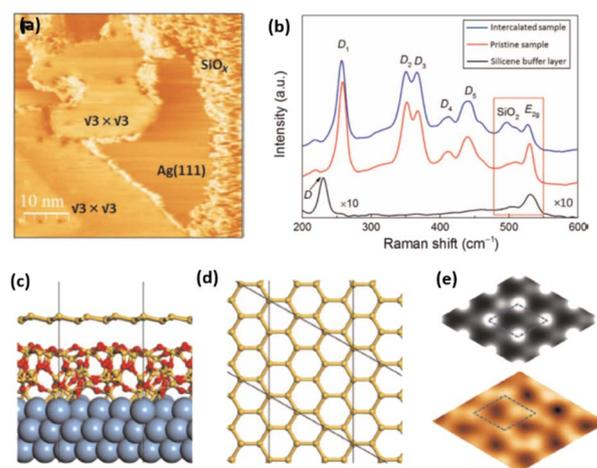 (a)
SiOₓ
√3 × √3
Ag(111)
10 nm
√3 × √3
(b)
Intercalated sample
Pristine sample
Silicene buffer layer
D₁
D₂ D₃
D₄
D₅
SiO₂ E₂g
D
×10
×10
Intensity (a.u.)
200 300 400 500 600
Raman shift (cm⁻¹)
(c)
(d)
(e)